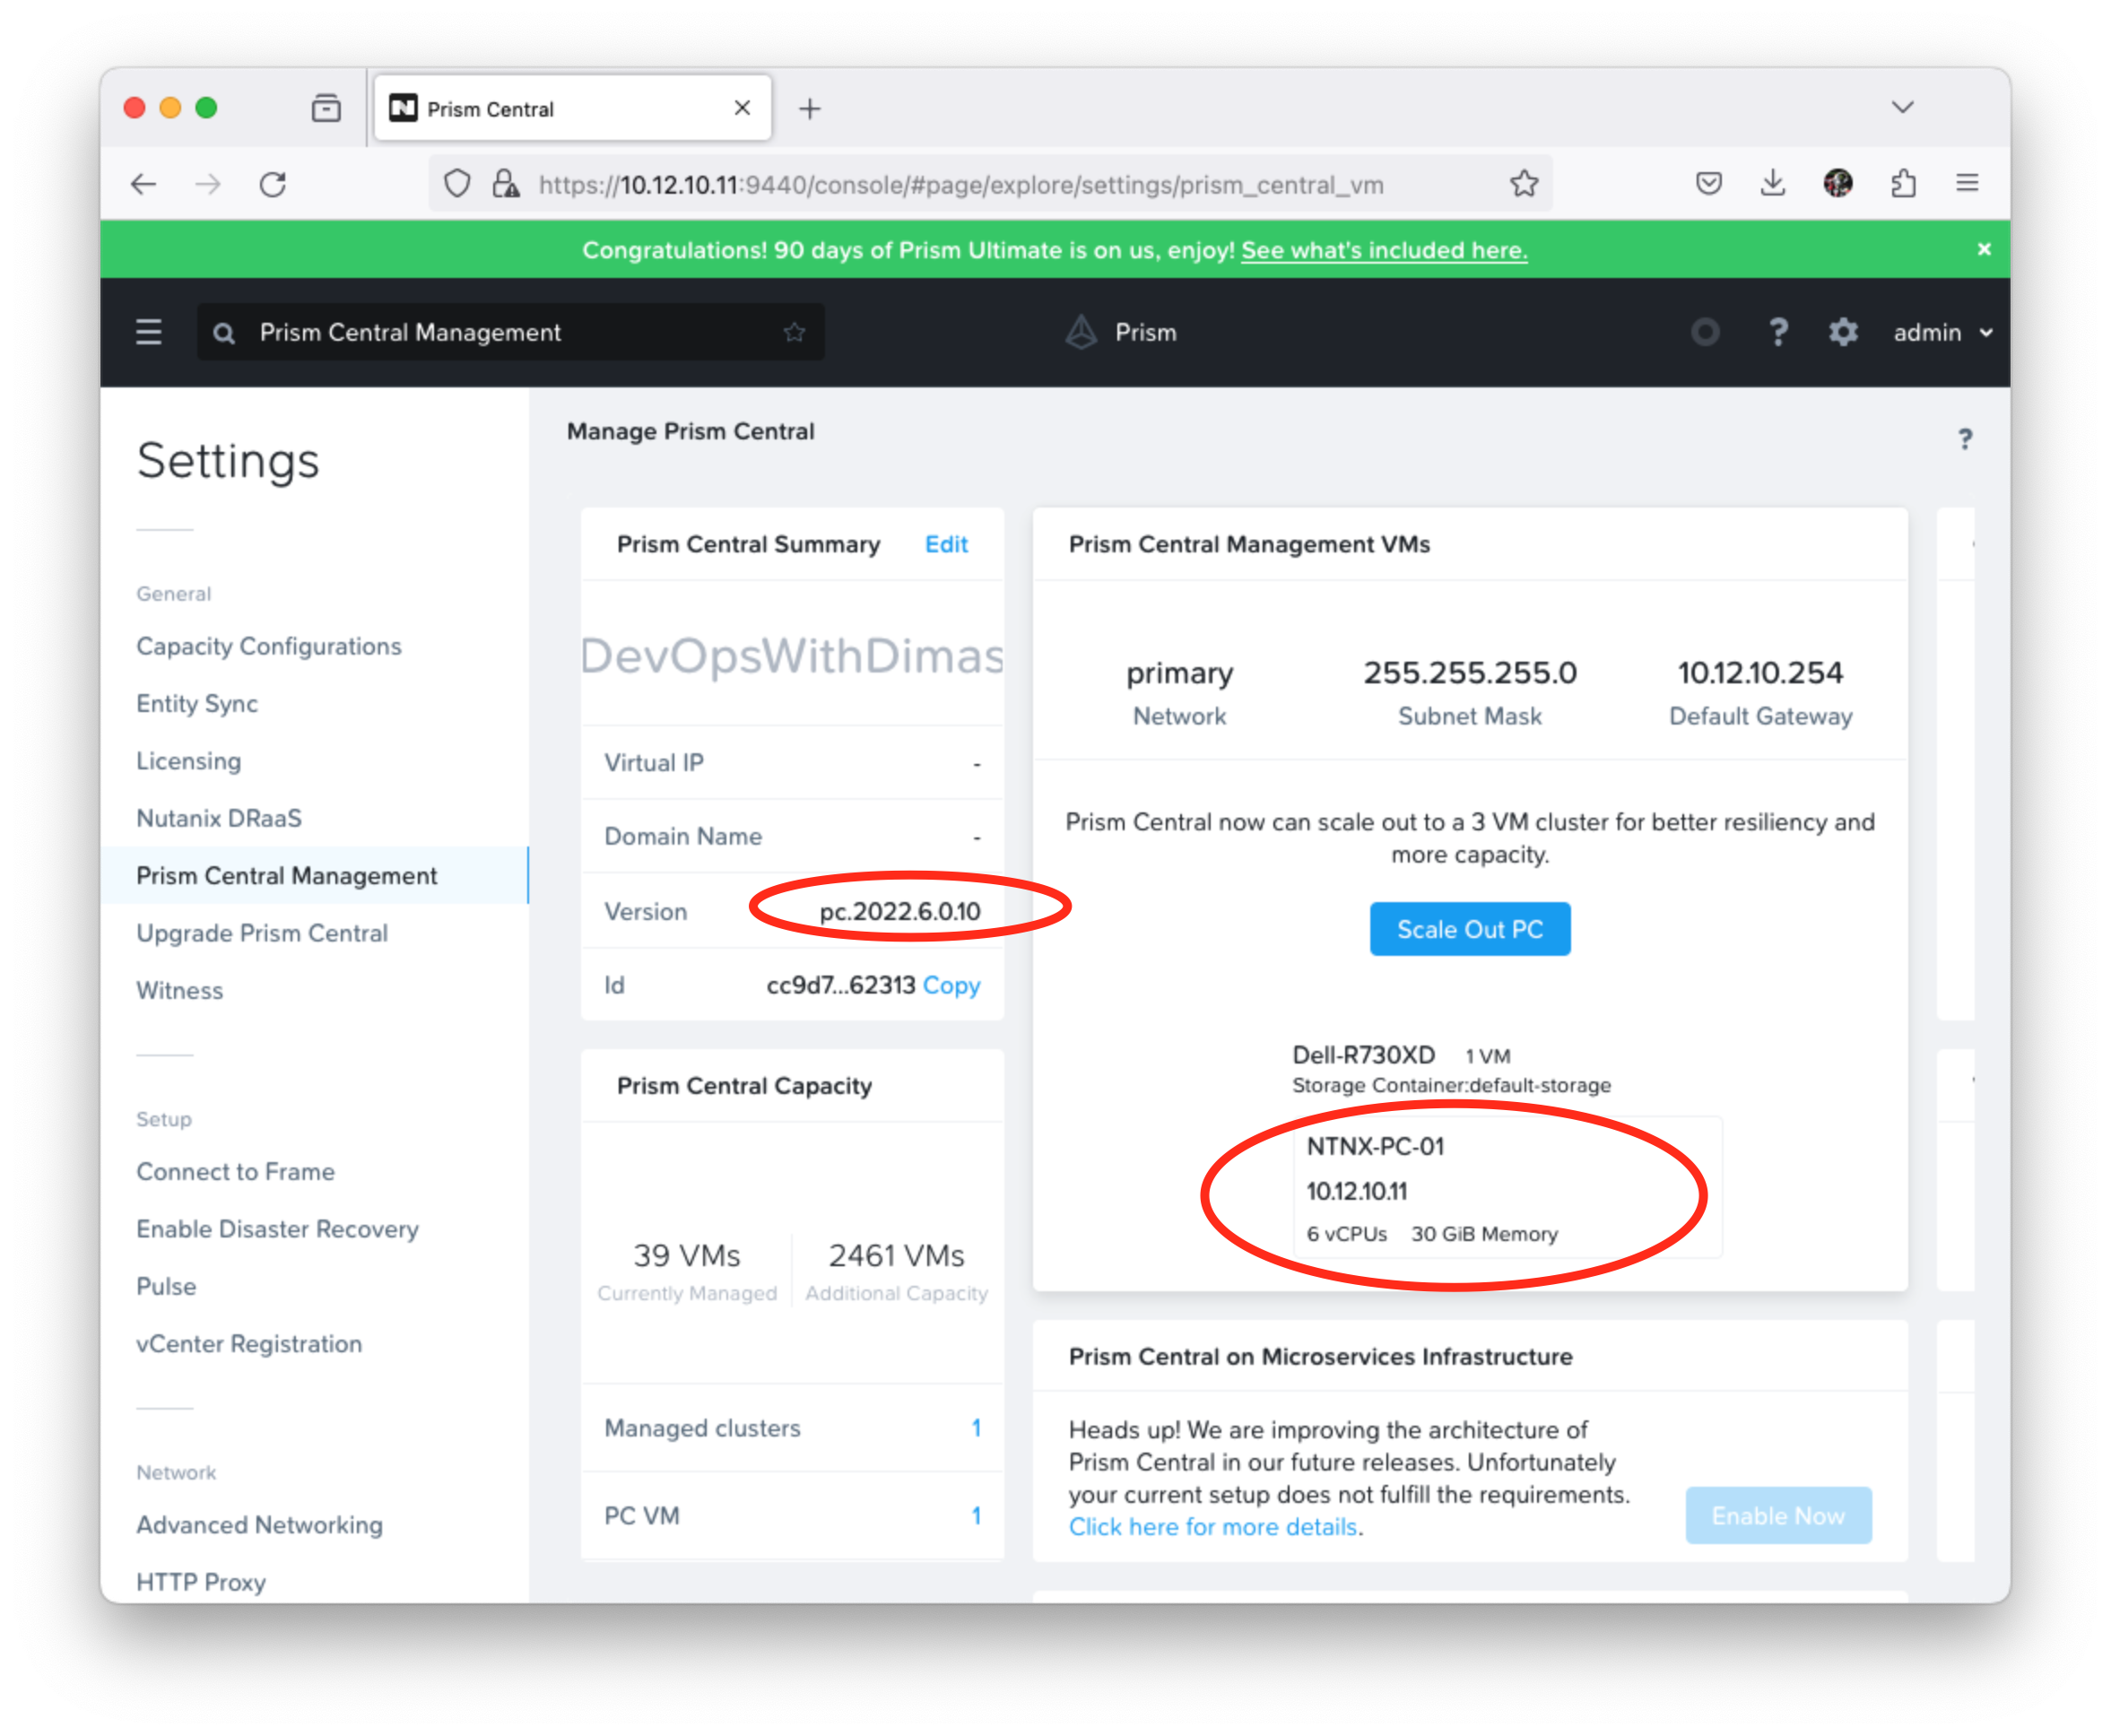 Prism Central
https://10.12.10.11:9440/console/#page/explore/settings/prism_central_vm
Congratulations! 90 days of Prism Ultimate is on us, enjoy! See what's included here.
Prism Central Management
Prism
?
admin
Settings
General
Capacity Configurations
Entity Sync
Licensing
Nutanix DRaaS
Prism Central Management
Upgrade Prism Central
Witness
Setup
Connect to Frame
Enable Disaster Recovery
Pulse
vCenter Registration
Network
Advanced Networking
HTTP Proxy
Manage Prism Central
?
Prism Central Summary Edit
DevOpsWithDimas
Virtual IP -
Domain Name -
Version pc.2022.6.0.10
Id cc9d7...62313 Copy
Prism Central Capacity
39 VMs 2461 VMs
Currently Managed Additional Capacity
Managed clusters 1
PC VM 1
Prism Central Management VMs
primary 255.255.255.0 10.12.10.254
Network Subnet Mask Default Gateway
Prism Central now can scale out to a 3 VM cluster for better resiliency and
more capacity.
Scale Out PC
Dell-R730XD 1 VM
Storage Container:default-storage
NTNX-PC-01
10.12.10.11
6 vCPUs 30 GiB Memory
Prism Central on Microservices Infrastructure
Heads up! We are improving the architecture of
Prism Central in our future releases. Unfortunately
your current setup does not fulfill the requirements.
Click here for more details.
Enable Now